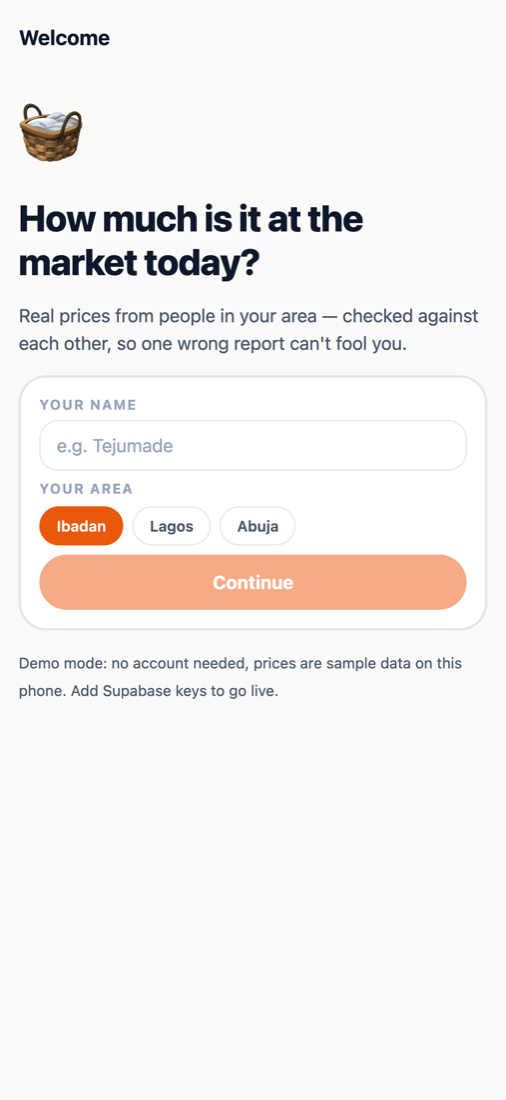 Welcome
How much is it at the
market today?
Real prices from people in your area — checked against
each other, so one wrong report can't fool you.
YOUR NAME
e.g. Tejumade
YOUR AREA
Ibadan
Lagos
Abuja
Continue
Demo mode: no account needed, prices are sample data on this
phone. Add Supabase keys to go live.